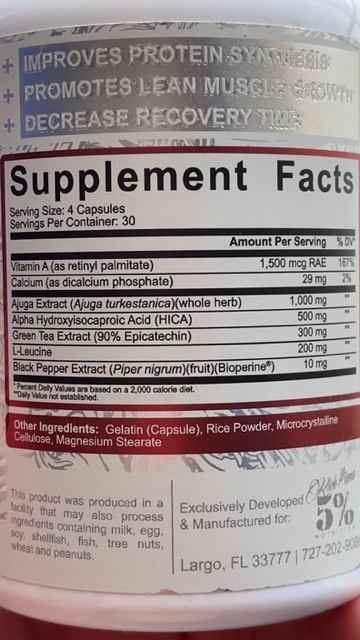 + IMPROVES PROTEIN SYNTHESIS
+ PROMOTES LEAN MUSCLE GROWTH
+ DECREASE RECOVERY TIME
Supplement Facts
Serving Size: 4 Capsules
Servings Per Container: 30
Amount Per Serving % DV*
Vitamin A (as retinyl palmitate) 1,500 mcg RAE 167%
Calcium (as dicalcium phosphate) 29 mg 2%
Ajuga Extract (Ajuga turkestanica)(whole herb) 1,000 mg **
Alpha Hydroxyisocaproic Acid (HICA) 500 mg **
Green Tea Extract (90% Epicatechin) 300 mg **
L-Leucine 200 mg **
Black Pepper Extract (Piper nigrum)(fruit)(Bioperine®) 10 mg **
* Percent Daily Values are based on a 2,000 calorie diet.
**Daily Value not established.
Other Ingredients: Gelatin (Capsule), Rice Powder, Microcrystalline
Cellulose, Magnesium Stearate
This product was produced in a
facility that may also process
ingredients containing milk, egg,
soy, shellfish, fish, tree nuts,
wheat and peanuts.
Exclusively Developed
& Manufactured for:
Rich Piana
5%
NUTRITION
Largo, FL 33777 | 727-202-908